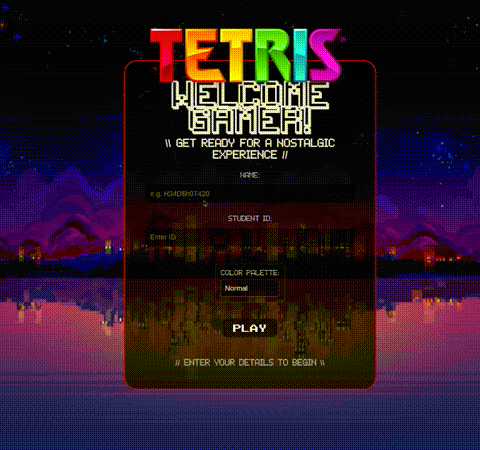 TETRIS®
WELCOME
GAMER!
\\ GET READY FOR A NOSTALGIC
EXPERIENCE //
NAME:
e.g. H34D5h0T420
STUDENT ID:
Enter ID
COLOR PALETTE:
Normal
PLAY
// ENTER YOUR DETAILS TO BEGIN \\